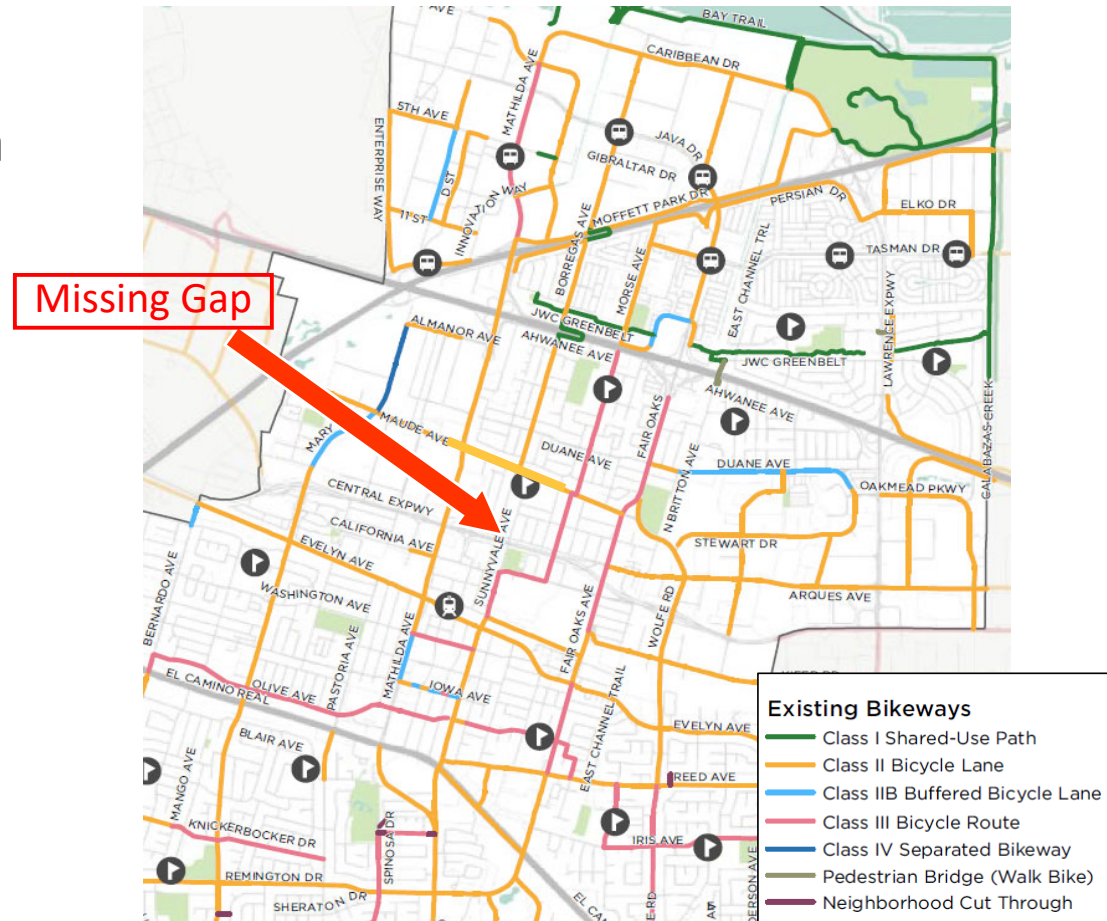 AVE
BAY TRAIL
CARIBBEAN DR
MATHILDA AVE
5TH AVE
ENTERPRISE WAY
JAVA DR
GIBRALTAR DR
D ST
INNOVATION WAY
11 ST
MOFFETT PARK DR
PERSIAN DR
ELKO DR
BORREGAS AVE
MORSE AVE
EAST CHANNEL TRL
TASMAN DR
LAWRENCE EXPWY
Missing Gap
ALMANOR AVE
JWC GREENBELT
AHWANEE AVE
JWC GREENBELT
AHWANEE AVE
CALABAZAS CREEK
MARY
MAUDE AVE
DUANE AVE
FAIR OAKS
N BRITTON AVE
DUANE AVE
OAKMEAD PKWY
CENTRAL EXPWY
CALIFORNIA AVE
SUNNYVALE AVE
STEWART DR
EVELYN AVE
BERNARDO AVE
WASHINGTON AVE
ARQUES AVE
PASTORIA AVE
MATHILDA AVE
FAIR OAKS AVE
WOLFE RD
EL CAMINO REAL
OLIVE AVE
IOWA AVE
EAST CHANNEL TRAIL
EVELYN AVE
BLAIR AVE
MANGO AVE
REED AVE
KNICKERBOCKER DR
SPINOSA DR
IRIS AVE
REMINGTON DR
SHERATON DR
EL CA
RE RD
DERSON AVE
Existing Bikeways
Class I Shared-Use Path
Class II Bicycle Lane
Class IIB Buffered Bicycle Lane
Class III Bicycle Route
Class IV Separated Bikeway
Pedestrian Bridge (Walk Bike)
Neighborhood Cut Through